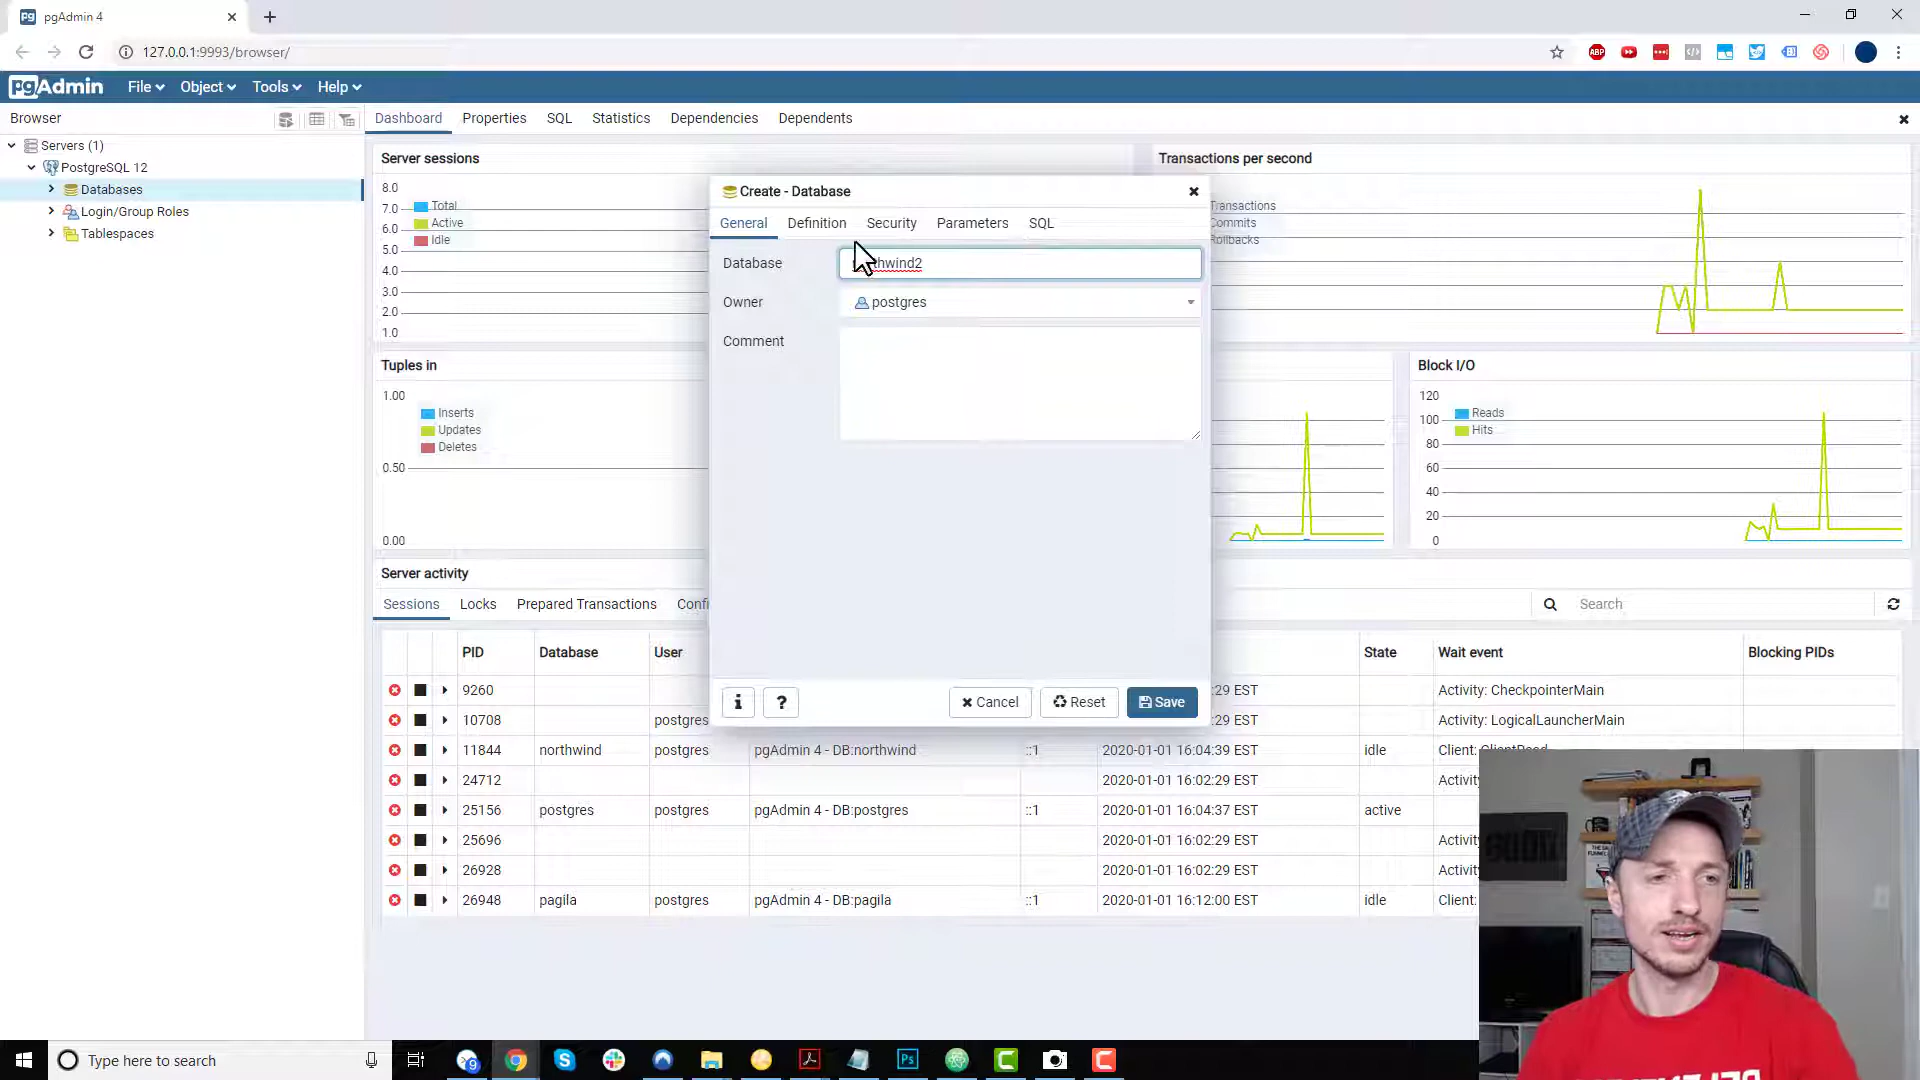 pgAdmin 4
127.0.0.1:9993/browser/
ABP
pgAdmin File Object Tools Help
Browser
Dashboard Properties SQL Statistics Dependencies Dependents
Servers (1)
PostgreSQL 12
Databases
Login/Group Roles
Tablespaces
Server sessions
8.0
7.0
6.0
5.0
4.0
3.0
2.0
1.0
Total
Active
Idle
Transactions per second
Transactions
Commits
Rollbacks
Create - Database
General Definition Security Parameters SQL
Database
Owner postgres
Comment
Cancel Reset Save
Tuples in
1.00
0.50
0.00
Inserts
Updates
Deletes
Block I/O
120
100
80
60
40
20
0
Reads
Hits
Server activity
Sessions Locks Prepared Transactions
Search
PID Database User State Wait event Blocking PIDs
9260 :29 EST Activity: CheckpointerMain
10708 postgres :29 EST Activity: LogicalLauncherMain
11844 northwind postgres pgAdmin 4 - DB:northwind ::1 2020-01-01 16:04:39 EST idle Client:
24712 2020-01-01 16:02:29 EST
25156 postgres postgres pgAdmin 4 - DB:postgres ::1 2020-01-01 16:04:37 EST active
25696 2020-01-01 16:02:29 EST
26928 2020-01-01 16:02:29 EST
26948 pagila postgres pgAdmin 4 - DB:pagila ::1 2020-01-01 16:12:00 EST idle Client:
Type here to search
9
Ps